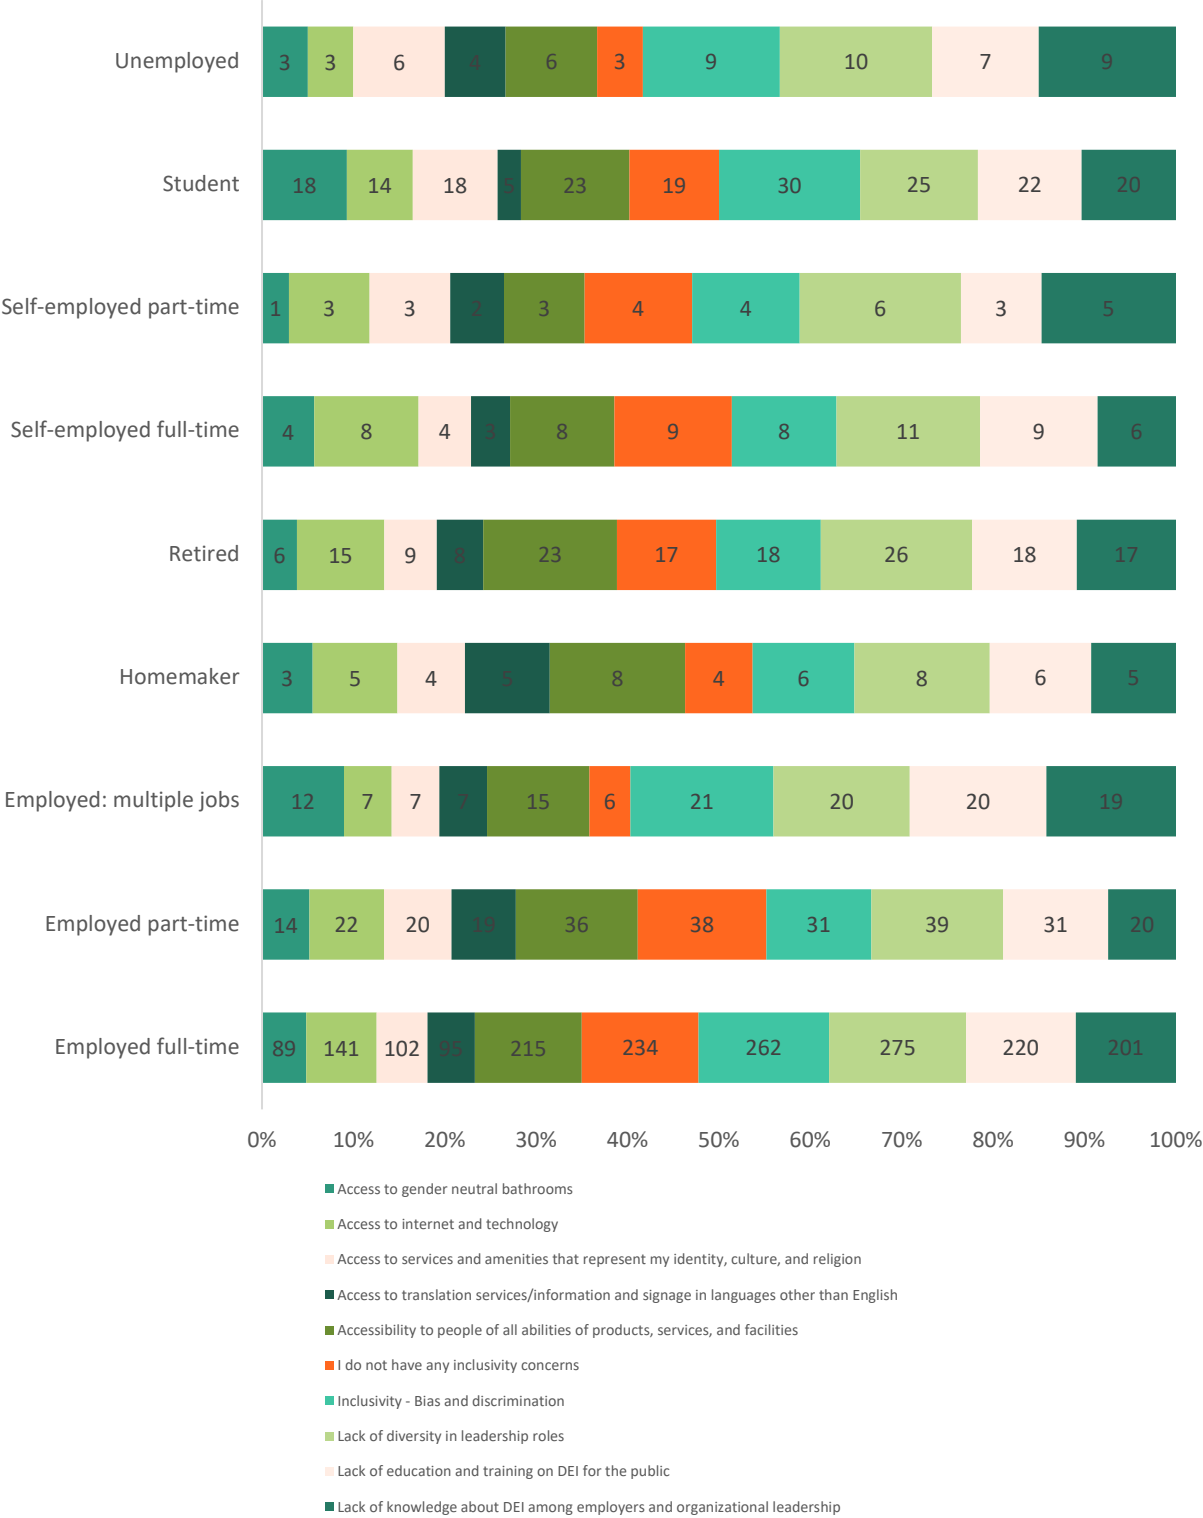 Unemployed 3 3 6 4 6 3 9 10 7 9
Student 18 14 18 5 23 19 30 25 22 20
Self-employed part-time 1 3 3 2 3 4 4 6 3 5
Self-employed full-time 4 8 4 3 8 9 8 11 9 6
Retired 6 15 9 8 23 17 18 26 18 17
Homemaker 3 5 4 5 8 4 6 8 6 5
Employed: multiple jobs 12 7 7 7 15 6 21 20 20 19
Employed part-time 14 22 20 19 36 38 31 39 31 20
Employed full-time 89 141 102 95 215 234 262 275 220 201
0% 10% 20% 30% 40% 50% 60% 70% 80% 90% 100%
Access to gender neutral bathrooms
Access to internet and technology
Access to services and amenities that represent my identity, culture, and religion
Access to translation services/information and signage in languages other than English
Accessibility to people of all abilities of products, services, and facilities
I do not have any inclusivity concerns
Inclusivity - Bias and discrimination
Lack of diversity in leadership roles
Lack of education and training on DEI for the public
Lack of knowledge about DEI among employers and organizational leadership